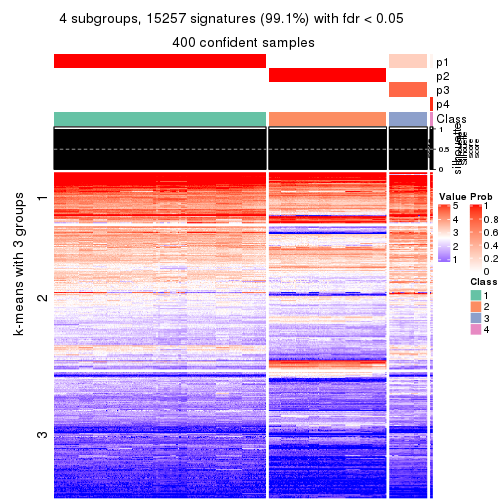 4 subgroups, 15257 signatures (99.1%) with fdr < 0.05
400 confident samples
p1
p2
p3
p4
Class
1
0.5
0
silhouette
k-means with 3 groups
1
2
3
Value
5
4
3
2
1
Prob
1
0.8
0.6
0.4
0.2
0
Class
1
2
3
4